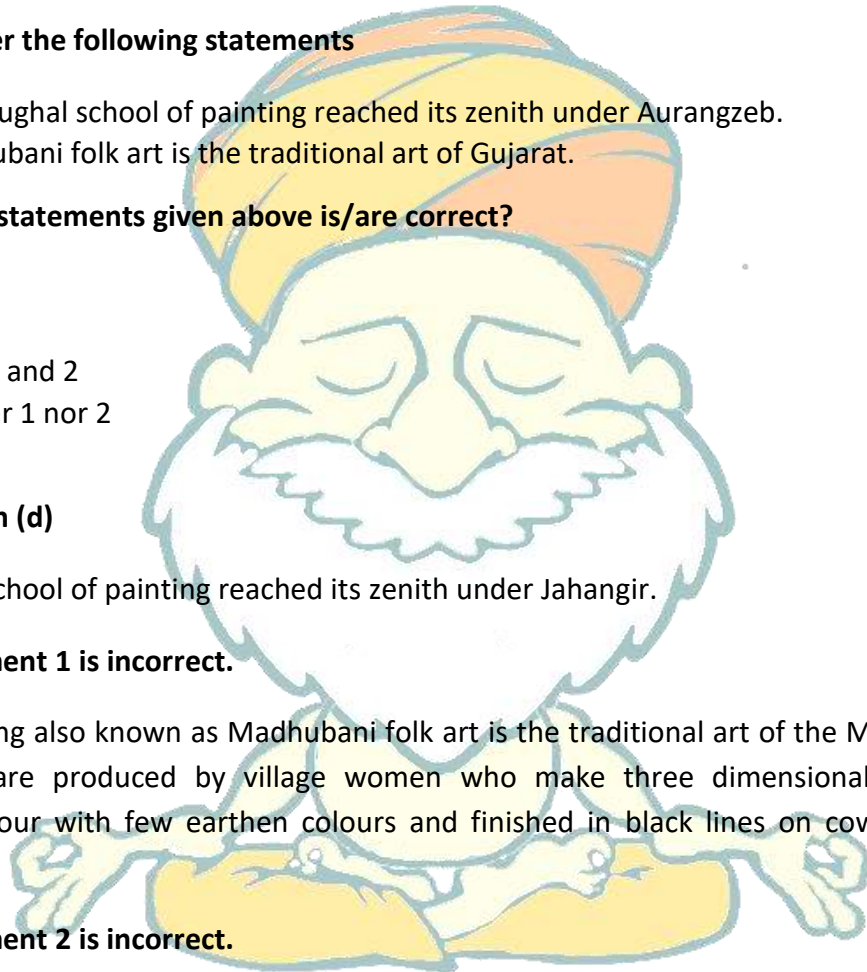 er the following statements
ughal school of painting reached its zenith under Aurangzeb.
ubani folk art is the traditional art of Gujarat.
statements given above is/are correct?
and 2
r 1 nor 2
n (d)
chool of painting reached its zenith under Jahangir.
ent 1 is incorrect.
ng also known as Madhubani folk art is the traditional art of the M
are produced by village women who make three dimensional
our with few earthen colours and finished in black lines on cov
ent 2 is incorrect.